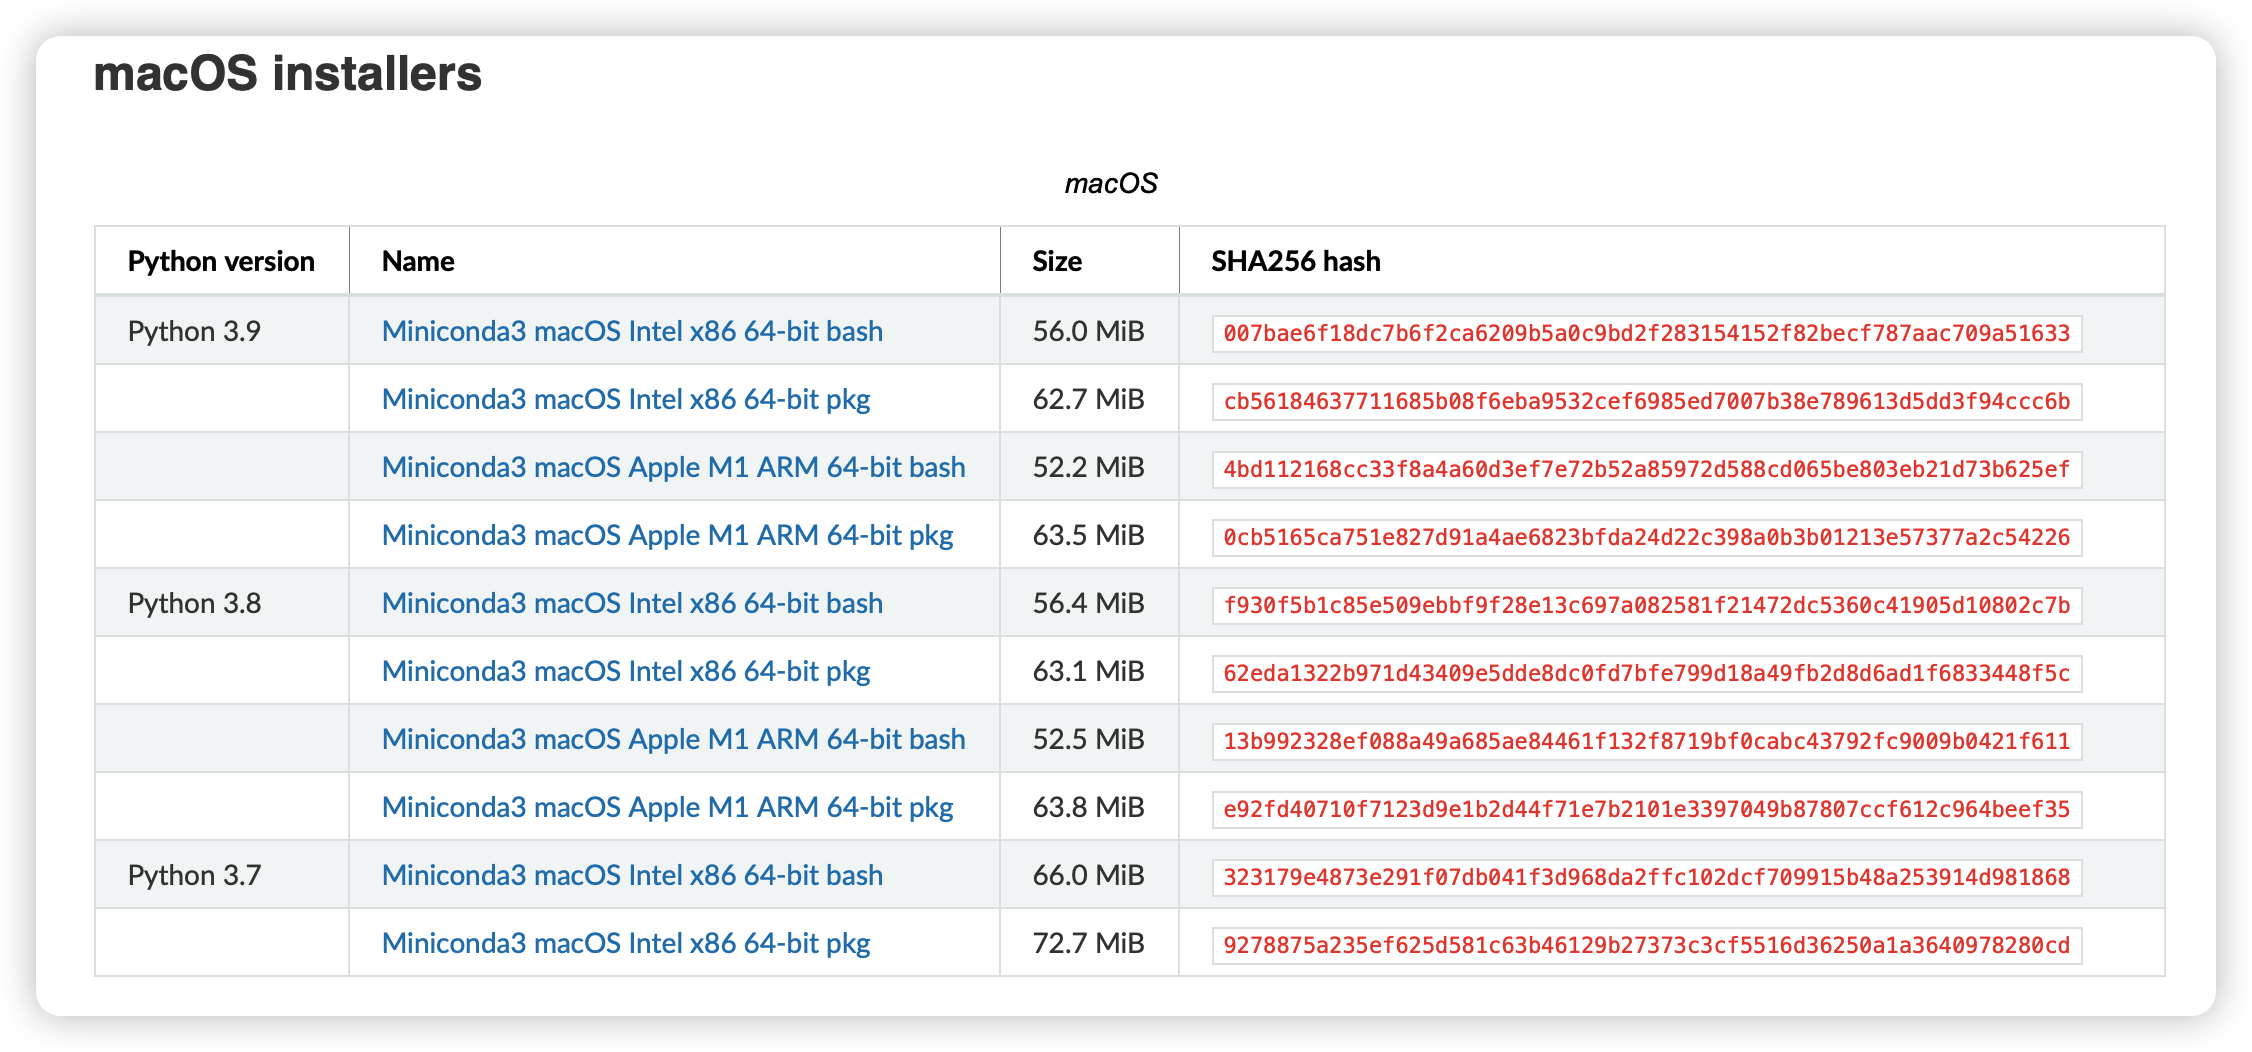 macOS installers
macOS
Python version Name Size SHA256 hash
Python 3.9 Miniconda3 macOS Intel x86 64-bit bash 56.0 MiB 007bae6f18dc7b6f2ca6209b5a0c9bd2f283154152f82becf787aac709a51633
Miniconda3 macOS Intel x86 64-bit pkg 62.7 MiB cb56184637711685b08f6eba9532cef6985ed7007b38e789613d5dd3f94ccc6b
Miniconda3 macOS Apple M1 ARM 64-bit bash 52.2 MiB 4bd112168cc33f8a4a60d3ef7e72b52a85972d588cd065be803eb21d73b625ef
Miniconda3 macOS Apple M1 ARM 64-bit pkg 63.5 MiB 0cb5165ca751e827d91a4ae6823bfda24d22c398a0b3b01213e57377a2c54226
Python 3.8 Miniconda3 macOS Intel x86 64-bit bash 56.4 MiB f930f5b1c85e509ebbf9f28e13c697a082581f21472dc5360c41905d10802c7b
Miniconda3 macOS Intel x86 64-bit pkg 63.1 MiB 62eda1322b971d43409e5dde8dc0fd7bfe799d18a49fb2d8d6ad1f6833448f5c
Miniconda3 macOS Apple M1 ARM 64-bit bash 52.5 MiB 13b992328ef088a49a685ae84461f132f8719bf0cabc43792fc9009b0421f611
Miniconda3 macOS Apple M1 ARM 64-bit pkg 63.8 MiB e92fd40710f7123d9e1b2d44f71e7b2101e3397049b87807ccf612c964beef35
Python 3.7 Miniconda3 macOS Intel x86 64-bit bash 66.0 MiB 323179e4873e291f07db041f3d968da2ffc102dcf709915b48a253914d981868
Miniconda3 macOS Intel x86 64-bit pkg 72.7 MiB 9278875a235ef625d581c63b46129b27373c3cf5516d36250a1a3640978280cd